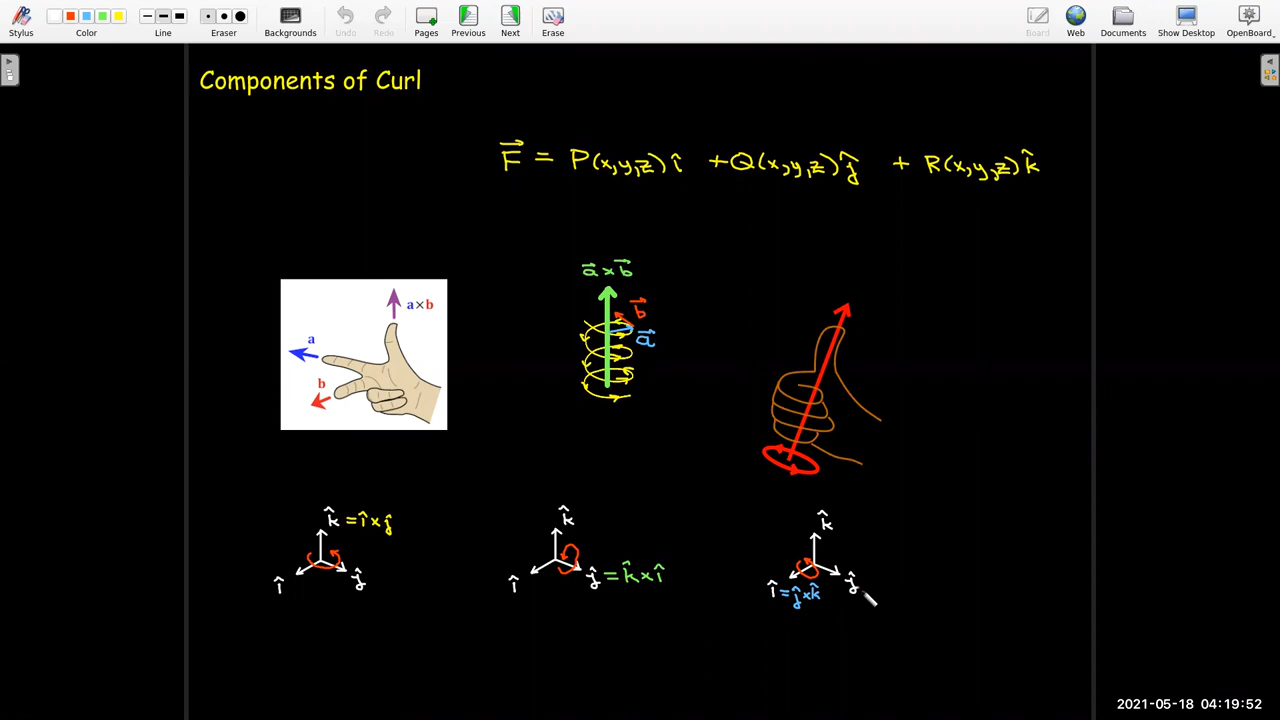 Stylus Color Line Eraser Backgrounds Undo Redo Pages Previous Next Erase Board Web Documents Show Desktop OpenBoard
Components of Curl
F⃗ = P(x,y,z)î + Q(x,y,z)ĵ + R(x,y,z)k̂
a⃗ × b⃗
a×b
b⃗
a
a⃗
b
k̂ = î × ĵ
k̂
k̂
î
ĵ
î
ĵ = k̂ × î
î = ĵ × k̂
ĵ
2021-05-18 04:19:52